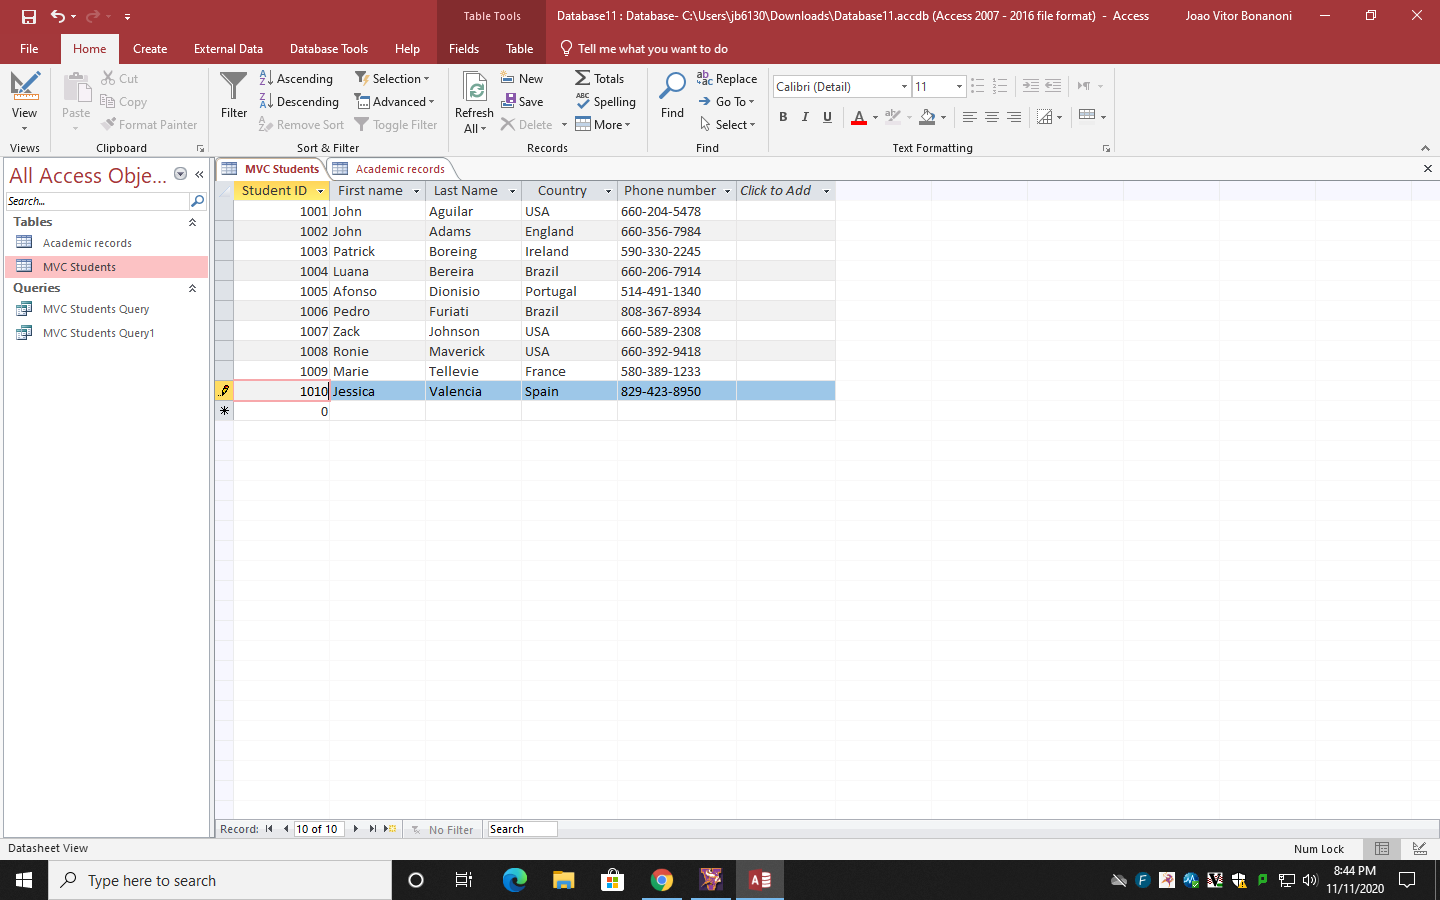 Table Tools
Database11 : Database- C:\Users\jb6130\Downloads\Database11.accdb (Access 2007 - 2016 file format) - Access
Joao Vitor Bonanoni
File Home Create External Data Database Tools Help Fields Table Tell me what you want to do
View
Views
Paste
Cut
Copy
Format Painter
Clipboard
Filter
Ascending
Descending
Remove Sort
Selection
Advanced
Toggle Filter
Sort & Filter
Refresh
All
New
Save
Delete
Totals
Spelling
More
Records
Find
Replace
Go To
Select
Find
Calibri (Detail) 11
B I U A
Text Formatting
All Access Obje...
Search...
Tables
Academic records
MVC Students
Queries
MVC Students Query
MVC Students Query1
MVC Students Academic records
Student ID First name Last Name Country Phone number Click to Add
1001 John Aguilar USA 660-204-5478
1002 John Adams England 660-356-7984
1003 Patrick Boreing Ireland 590-330-2245
1004 Luana Bereira Brazil 660-206-7914
1005 Afonso Dionisio Portugal 514-491-1340
1006 Pedro Furiati Brazil 808-367-8934
1007 Zack Johnson USA 660-589-2308
1008 Ronie Maverick USA 660-392-9418
1009 Marie Tellevie France 580-389-1233
1010 Jessica Valencia Spain 829-423-8950
0
Record: 10 of 10 No Filter Search
Datasheet View
Num Lock
Type here to search
8:44 PM
11/11/2020